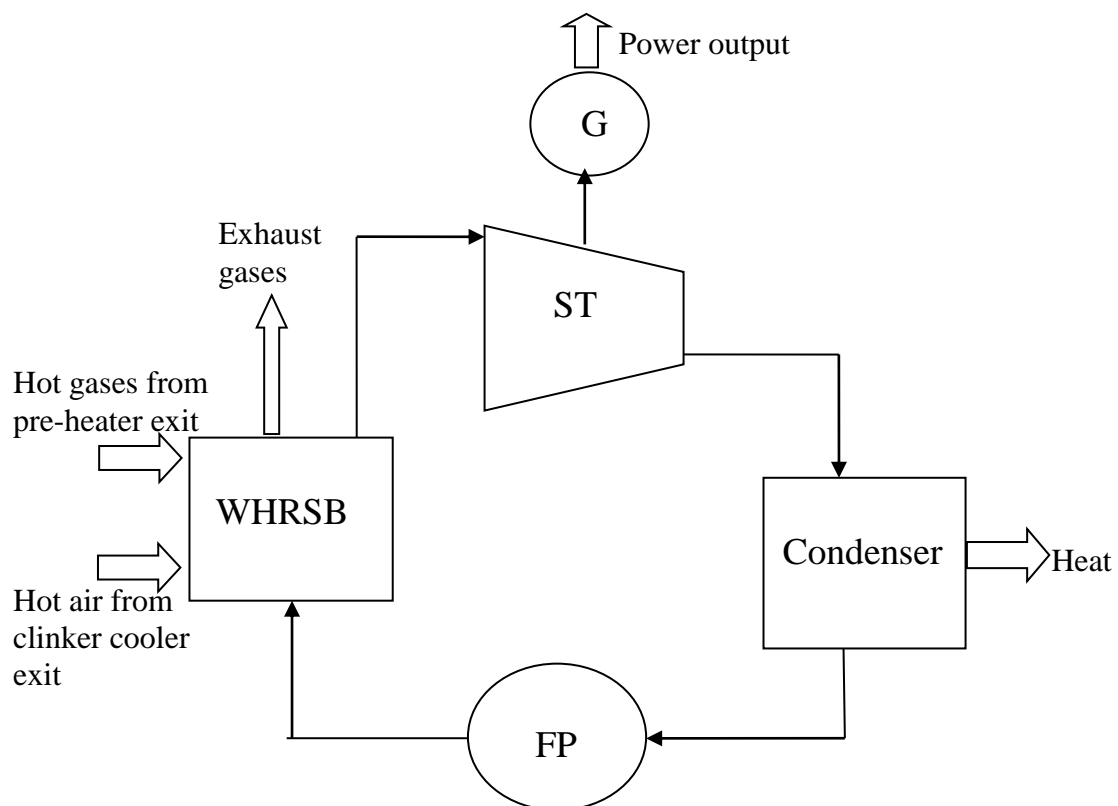 Power output
G
Exhaust
gases
ST
Hot gases from
pre-heater exit
WHRSB
Condenser
Heat
Hot air from
clinker cooler
exit
FP